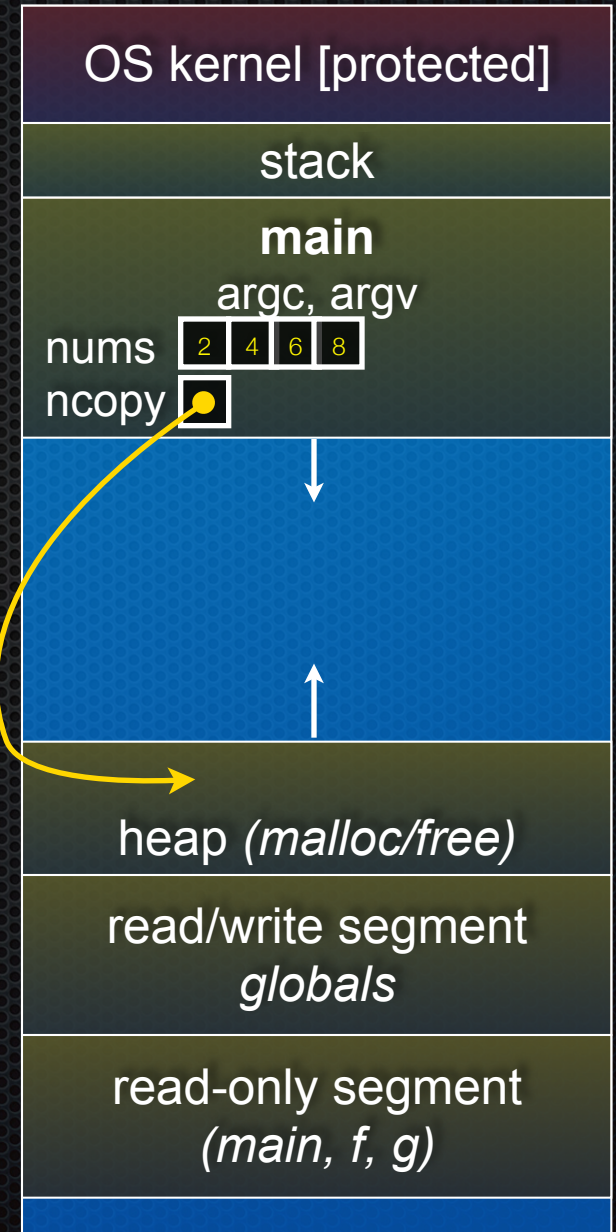 OS kernel [protected]
stack
main
argc, argv
nums 2 4 6 8
ncopy
heap (malloc/free)
read/write segment
globals
read-only segment
(main, f, g)